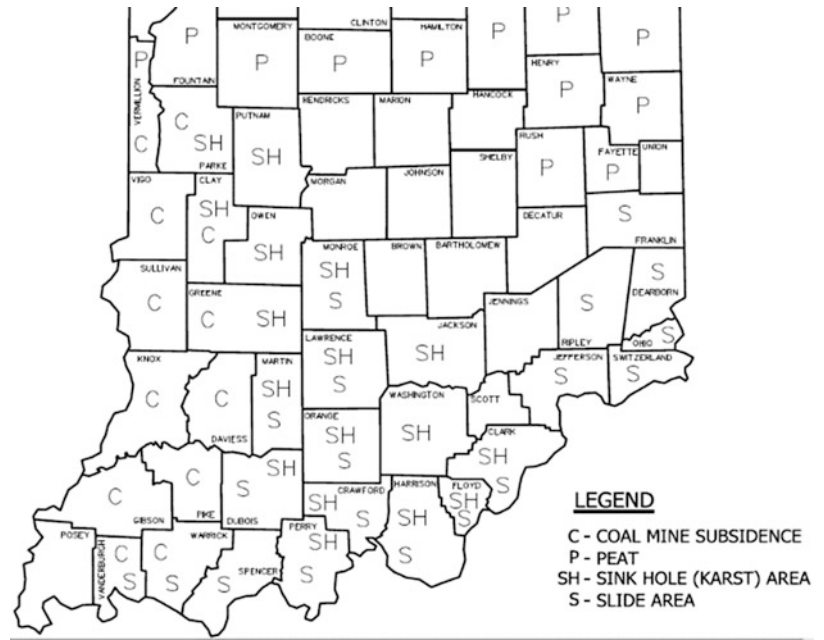 CLINTON
HAMILTON
P
P
P
P
MONTGOMERY
BOONE
P
P
P
P
HENRY
P
WAYNE
P
FOUNTAIN
VERMILLION
C
HENDRICKS
MARION
HANCOCK
C
SH
PARKE
PUTNAM
SH
RUSH
P
FAYETTE
P
UNION
SHELBY
JOHNSON
MORGAN
VIGO
C
CLAY
SH
C
OWEN
SH
DECATUR
S
FRANKLIN
MONROE
SH
S
BROWN
BARTHOLOMEW
SULLIVAN
C
GREENE
C
SH
S
DEARBORN
JENNINGS
S
RIPLEY
OHIO
S
JACKSON
SH
LAWRENCE
SH
S
KNOX
C
C
DAVIESS
MARTIN
SH
S
JEFFERSON
S
SWITZERLAND
S
WASHINGTON
SH
SCOTT
ORANGE
SH
S
CLARK
SH
S
C
GIBSON
C
PIKE
SH
S
DUBOIS
CRAWFORD
SH
S
HARRISON
SH
S
FLOYD
SH
S
POSEY
VANDERBURGH
C
S
WARRICK
C
S
SPENCER
S
PERRY
SH
S
LEGEND
C - COAL MINE SUBSIDENCE
P - PEAT
SH - SINK HOLE (KARST) AREA
S - SLIDE AREA